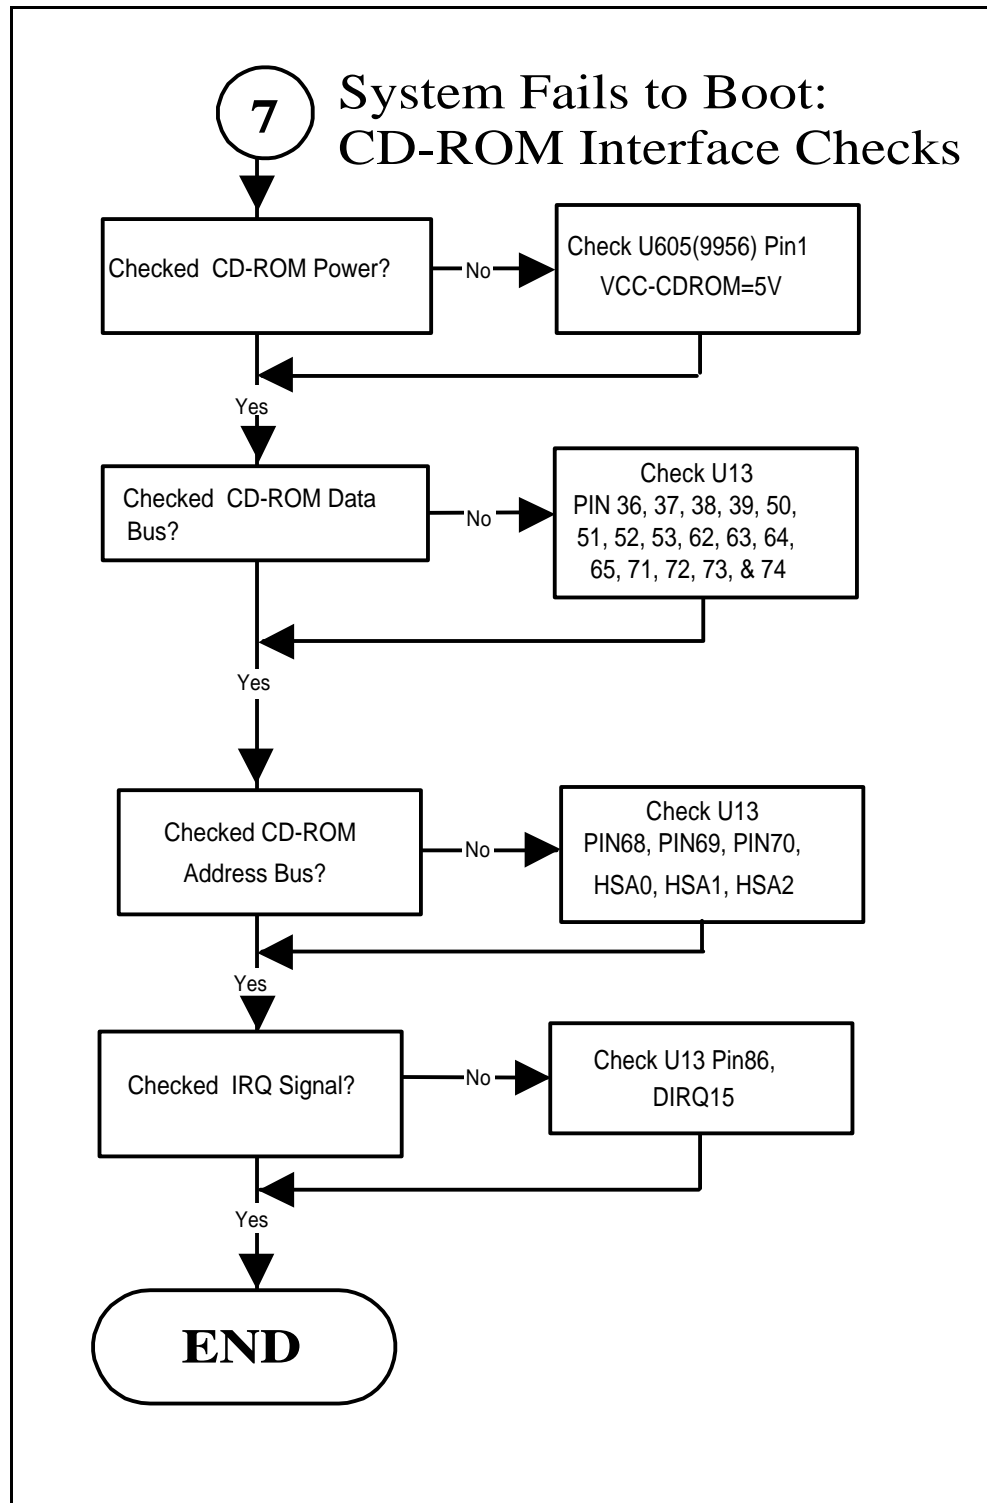 7
System Fails to Boot:
CD-ROM Interface Checks
Checked CD-ROM Power?
No
Check U605(9956) Pin1
VCC-CDROM=5V
Yes
Checked CD-ROM Data
Bus?
No
Check U13
PIN 36, 37, 38, 39, 50,
51, 52, 53, 62, 63, 64,
65, 71, 72, 73, & 74
Yes
Checked CD-ROM
Address Bus?
No
Check U13
PIN68, PIN69, PIN70,
HSA0, HSA1, HSA2
Yes
Checked IRQ Signal?
No
Check U13 Pin86,
DIRQ15
Yes
END